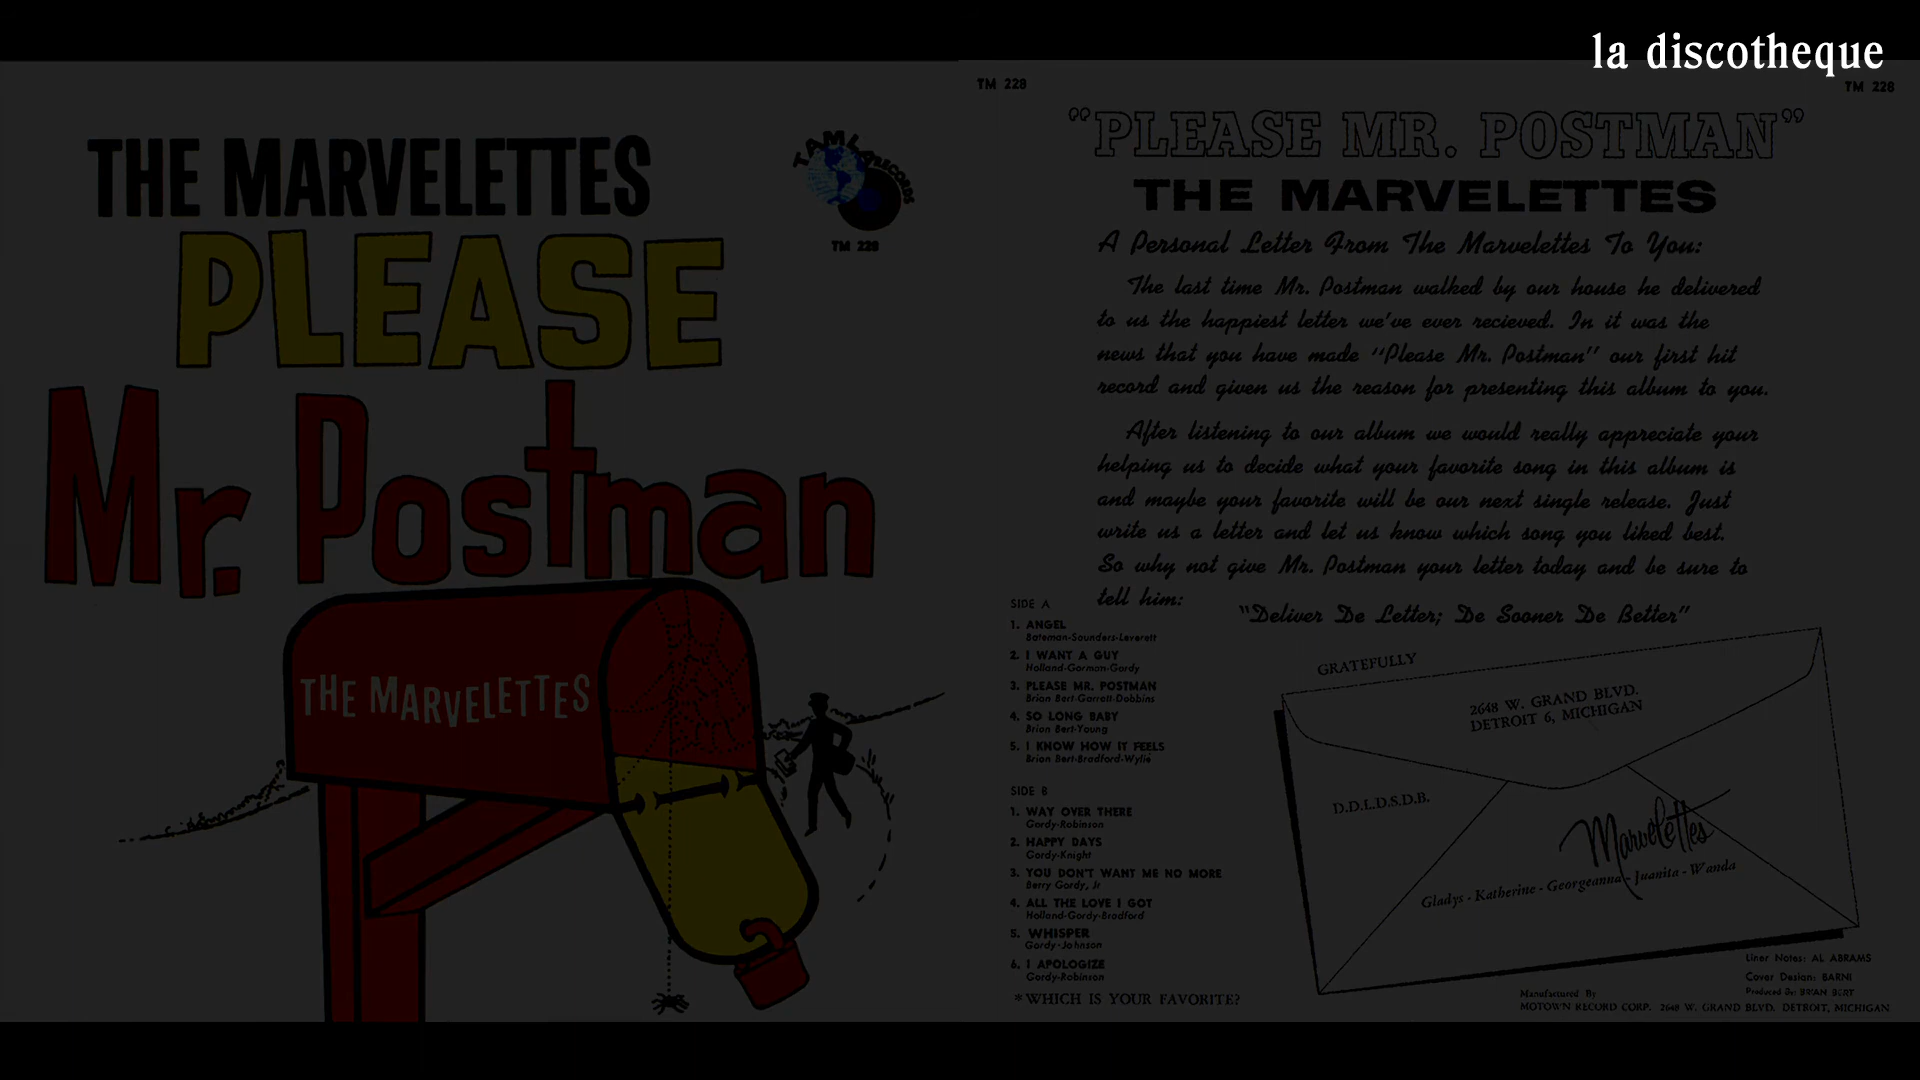 la discotheque
THE MARVELETTES
PLEASE
Mr. Postman
TAMLA RECORDS
TM 228
THE MARVELETTES
TM 228
TM 228
"PLEASE MR. POSTMAN"
THE MARVELETTES
A Personal Letter From The Marvelettes To You:
The last time Mr. Postman walked by our house he delivered
to us the happiest letter we've ever recieved. In it was the
news that you have made "Please Mr. Postman" our first hit
record and given us the reason for presenting this album to you.
After listening to our album we would really appreciate your
helping us to decide what your favorite song in this album is
and maybe your favorite will be our next single release. Just
write us a letter and let us know which song you liked best.
So why not give Mr. Postman your letter today and be sure to
tell him:
"Deliver De Letter; De Sooner De Better"
SIDE A
1. ANGEL
Bateman-Saunders-Leverett
2. I WANT A GUY
Holland-Gorman-Gordy
3. PLEASE MR. POSTMAN
Brian Bert-Garrett-Dobbins
4. SO LONG BABY
Brian Bert-Young
5. I KNOW HOW IT FEELS
Brian Bert-Bradford-Wylie
SIDE B
1. WAY OVER THERE
Gordy-Robinson
2. HAPPY DAYS
Gordy-Knight
3. YOU DON'T WANT ME NO MORE
Berry Gordy, Jr
4. ALL THE LOVE I GOT
Holland-Gordy-Bradford
5. WHISPER
Gordy-Johnson
6. I APOLOGIZE
Gordy-Robinson
*WHICH IS YOUR FAVORITE?
GRATEFULLY
2648 W. GRAND BLVD.
DETROIT 6, MICHIGAN
D.D.L.D.S.D.B.
Marvelettes
Gladys - Katherine - Georgeanna - Juanita - Wanda
Liner Notes: AL ABRAMS
Cover Design: BARNI
Produced By: BRIAN BERT
Manufactured By
MOTOWN RECORD CORP. 2648 W. GRAND BLVD. DETROIT, MICHIGAN